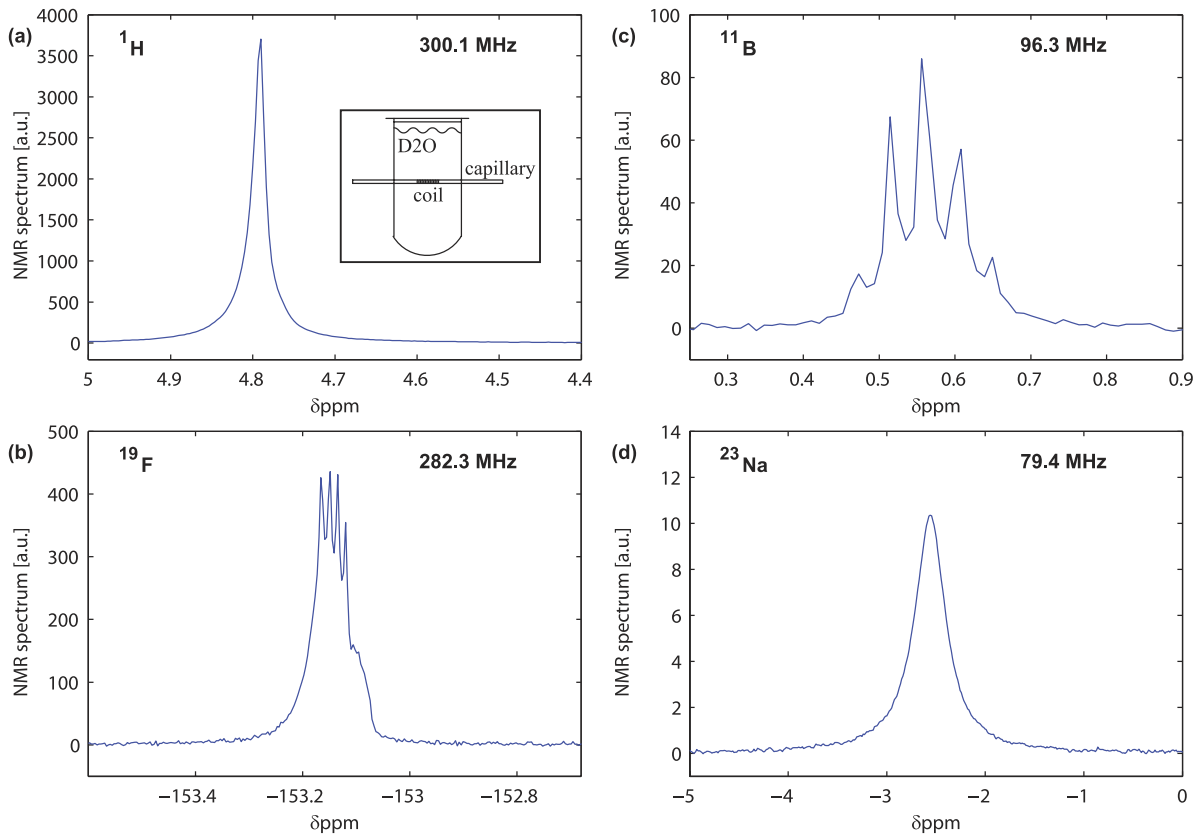 (a)
¹H
300.1 MHz
NMR spectrum [a.u.]
4000
3500
3000
2500
2000
1500
1000
500
0
D2O
capillary
coil
5 4.9 4.8 4.7 4.6 4.5 4.4
δppm
(c)
¹¹B
96.3 MHz
NMR spectrum [a.u.]
100
80
60
40
20
0
0.3 0.4 0.5 0.6 0.7 0.8 0.9
δppm
(b)
¹⁹F
282.3 MHz
NMR spectrum [a.u.]
500
400
300
200
100
0
−153.4 −153.2 −153 −152.8
δppm
(d)
²³Na
79.4 MHz
NMR spectrum [a.u.]
14
12
10
8
6
4
2
0
−5 −4 −3 −2 −1 0
δppm